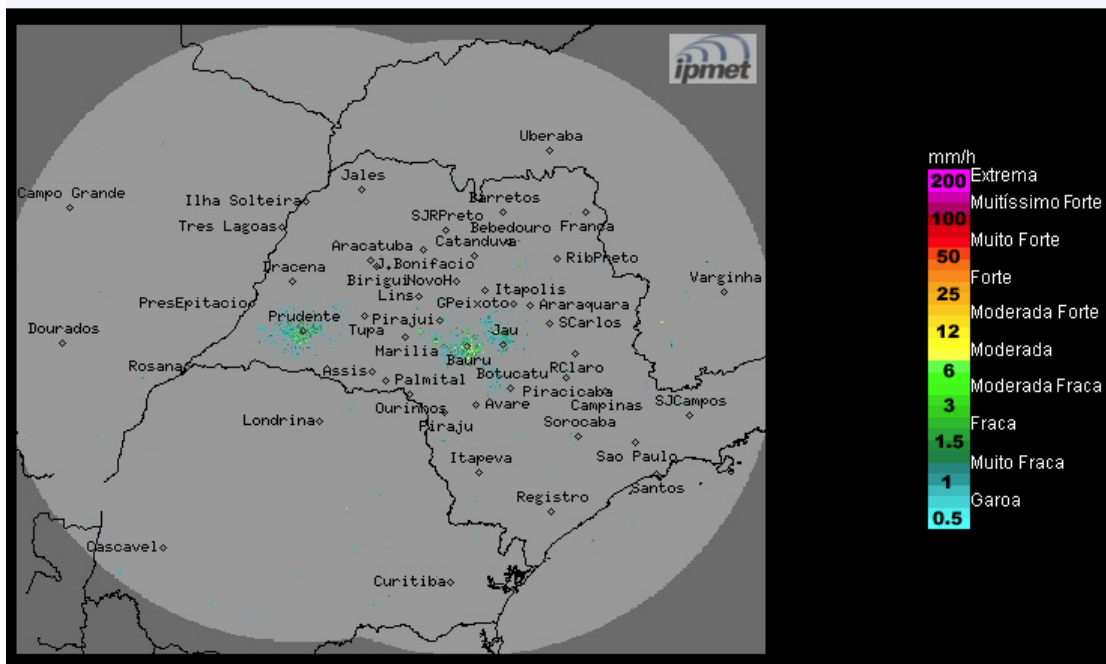 ipmet
Uberaba
Campo Grande
Jales
Ilha Solteira
Barretos
SJRPreto
Bebedouro
Franca
Tres Lagoas
Catanduva
Aracatuba
J.Bonifacio
RibPreto
Dracena
Birigui
NovoH
Itapolis
Varginha
PresEpitacio
Lins
GPeixoto
Araraquara
Dourados
Prudente
Pirajui
SCarlos
Tupa
Jau
Marilia
Bauru
Rosana
Assis
Palmital
Botucatu
RClaro
Piracicaba
Ourinhos
Avare
Campinas
SJCampos
Londrina
Piraju
Sorocaba
Itapeva
Sao Paulo
Santos
Registro
Cascavel
Curitiba
mm/h
200 Extrema
Muitíssimo Forte
100
Muito Forte
50
Forte
25
Moderada Forte
12
Moderada
6
Moderada Fraca
3
Fraca
1.5
Muito Fraca
1
Garoa
0.5